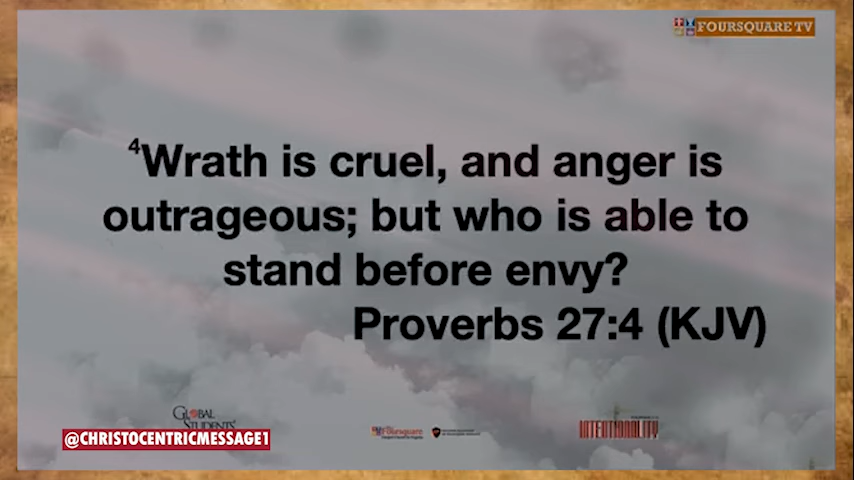 FOURSQUARE TV
⁴Wrath is cruel, and anger is
outrageous; but who is able to
stand before envy?
Proverbs 27:4 (KJV)
GLOBAL
STUDENTS'
@CHRISTOCENTRICMESSAGE1
Foursquare
INTENTIONALITY